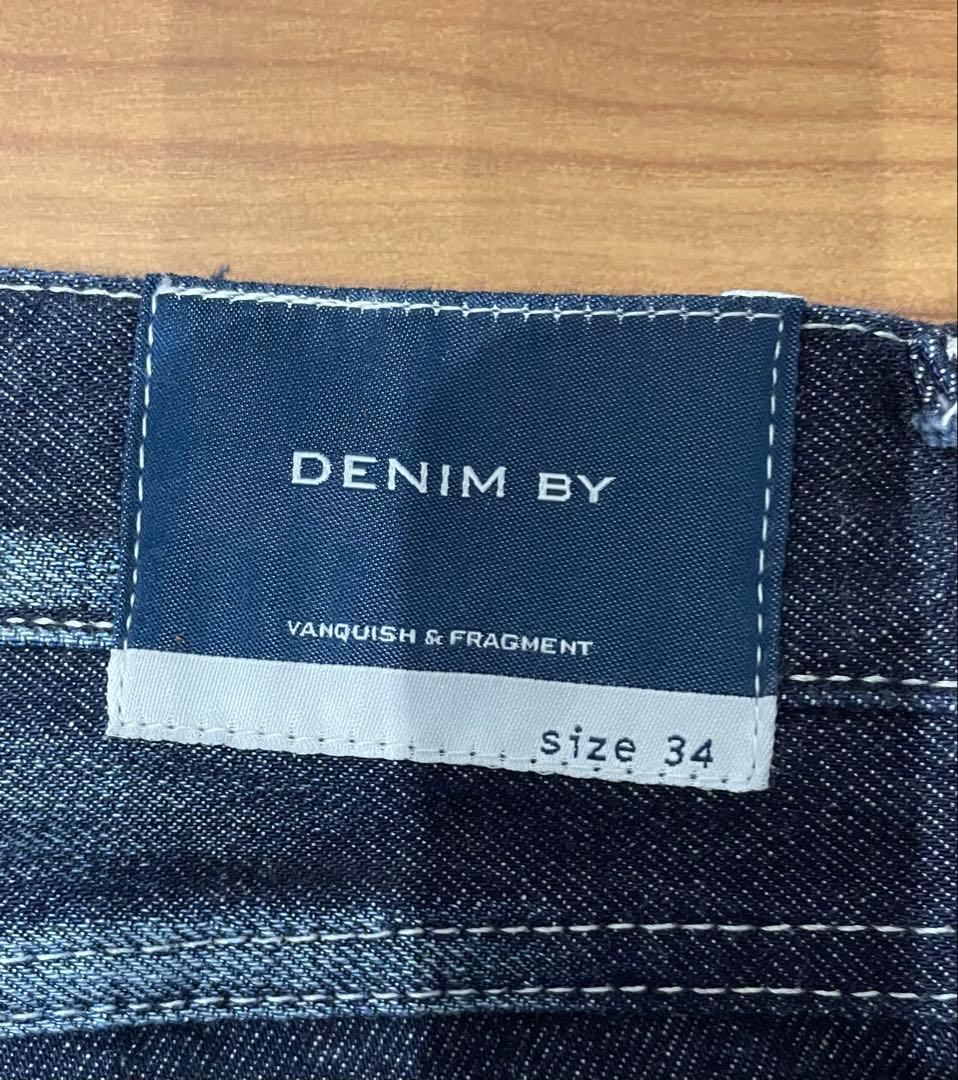 DENIM BY
VANQUISH & FRAGMENT
size 34